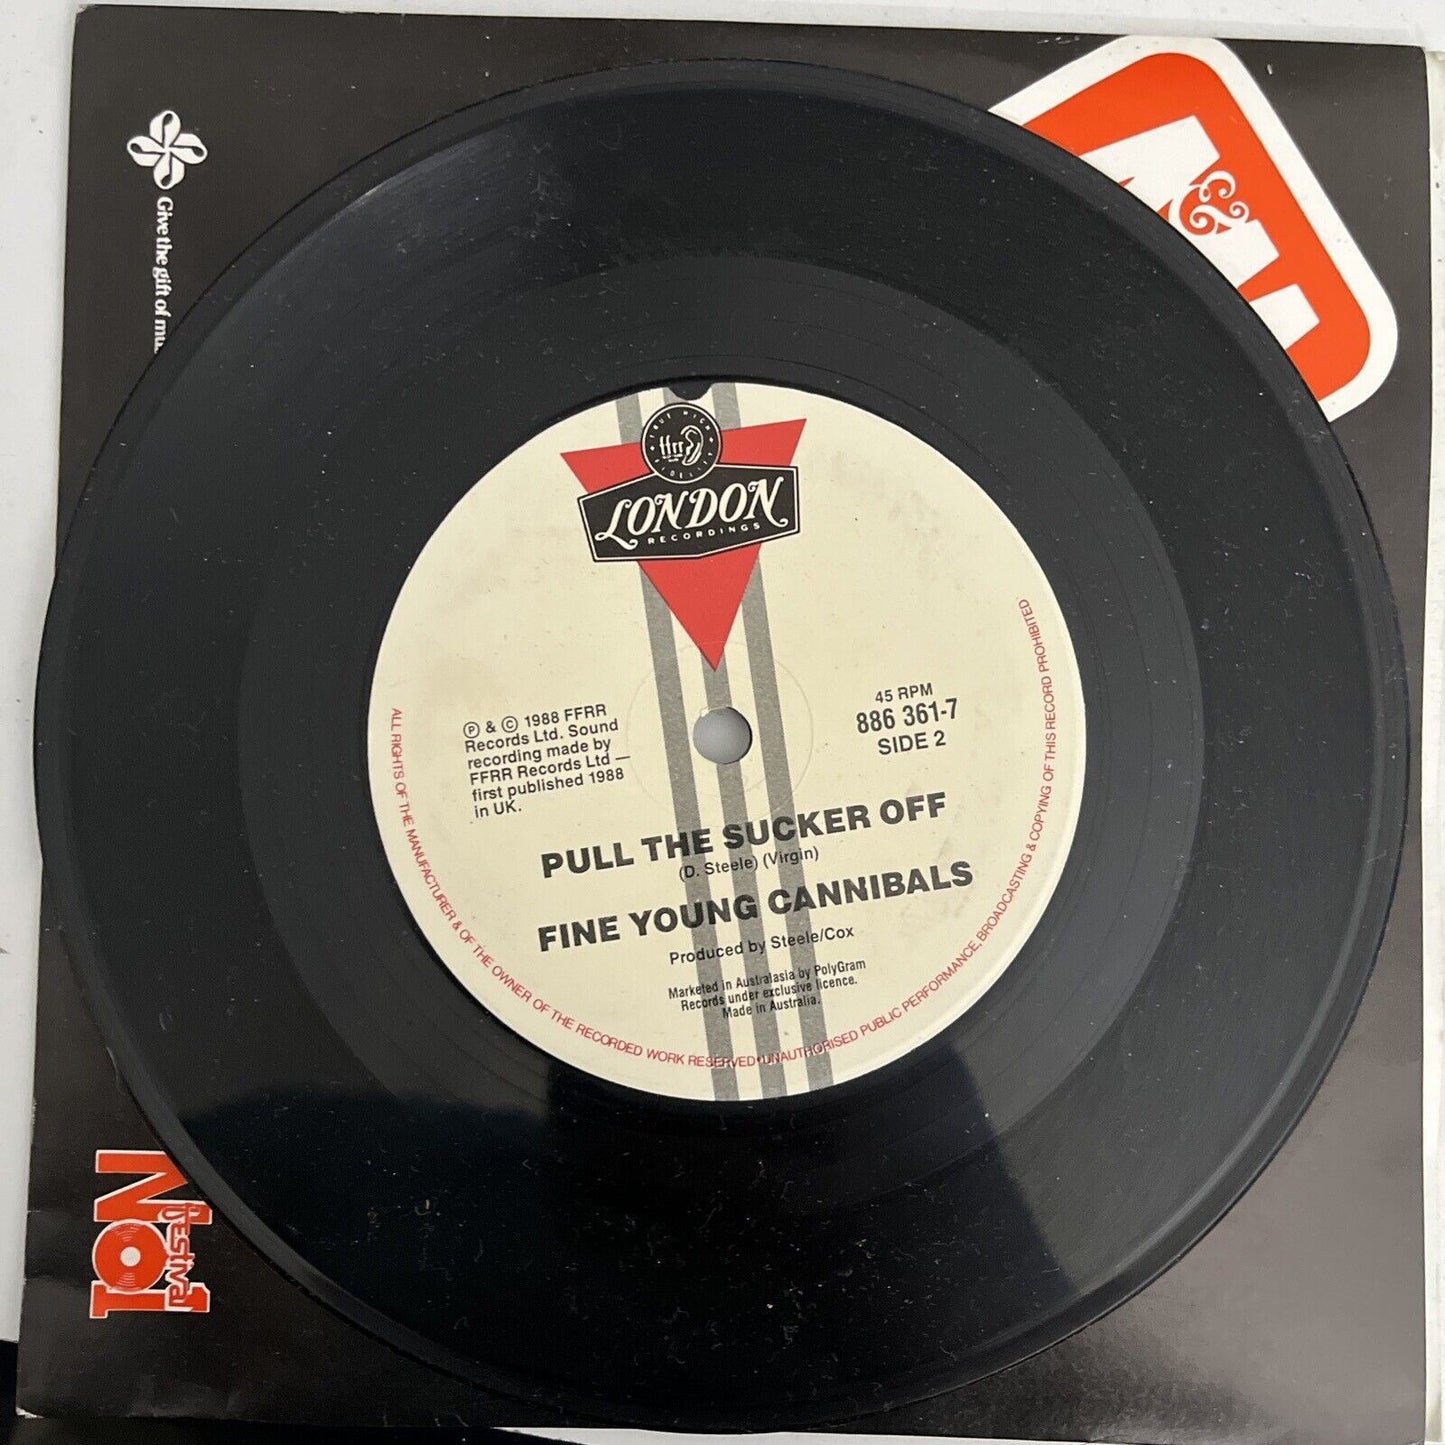 Give the gift of mu
A&M
TRUE HIGH FIDELITY
ffrr
LONDON
RECORDINGS
Ⓟ & © 1988 FFRR
Records Ltd. Sound
recording made by
FFRR Records Ltd —
first published 1988
in UK.
45 RPM
886 361-7
SIDE 2
PULL THE SUCKER OFF
(D. Steele) (Virgin)
FINE YOUNG CANNIBALS
Produced by Steele/Cox
Marketed in Australasia by PolyGram
Records under exclusive licence.
Made in Australia.
ALL RIGHTS OF THE MANUFACTURER & OF THE OWNER OF THE RECORDED WORK RESERVED•UNAUTHORISED PUBLIC PERFORMANCE, BROADCASTING & COPYING OF THIS RECORD PROHIBITED
festival
No1